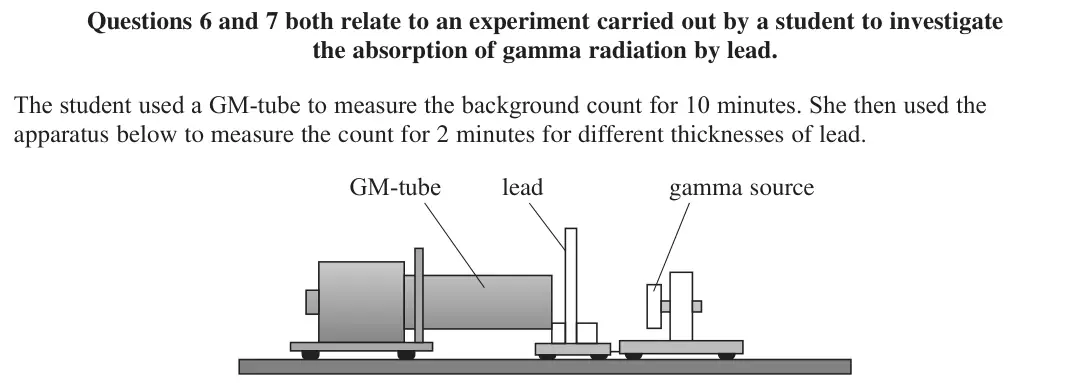 Questions 6 and 7 both relate to an experiment carried out by a student to investigate
the absorption of gamma radiation by lead.
The student used a GM-tube to measure the background count for 10 minutes. She then used the
apparatus below to measure the count for 2 minutes for different thicknesses of lead.
GM-tube lead gamma source